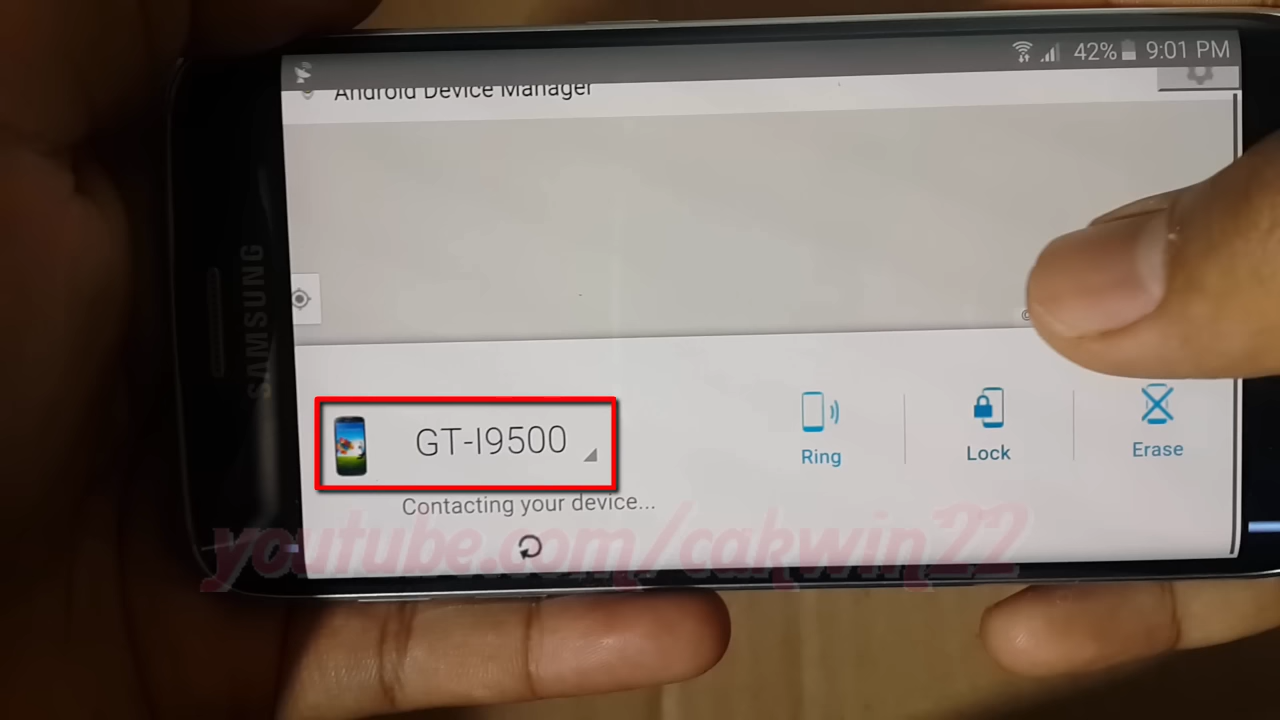 42% 9:01 PM
Android Device Manager
SAMSUNG
GT-I9500
Contacting your device...
Ring
Lock
Erase
youtube.com/cakwin22